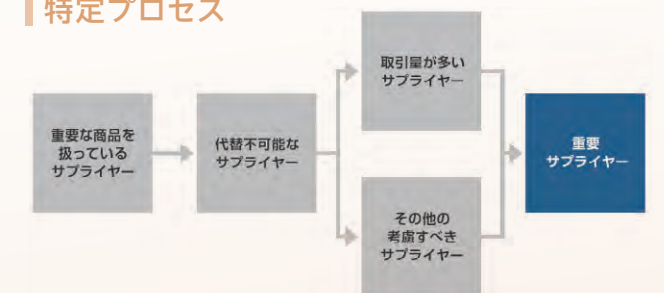 特定プロセス
重要な商品を
扱っている
サプライヤー
代替不可能な
サプライヤー
取引量が多い
サプライヤー
その他の
考慮すべき
サプライヤー
重要
サプライヤー